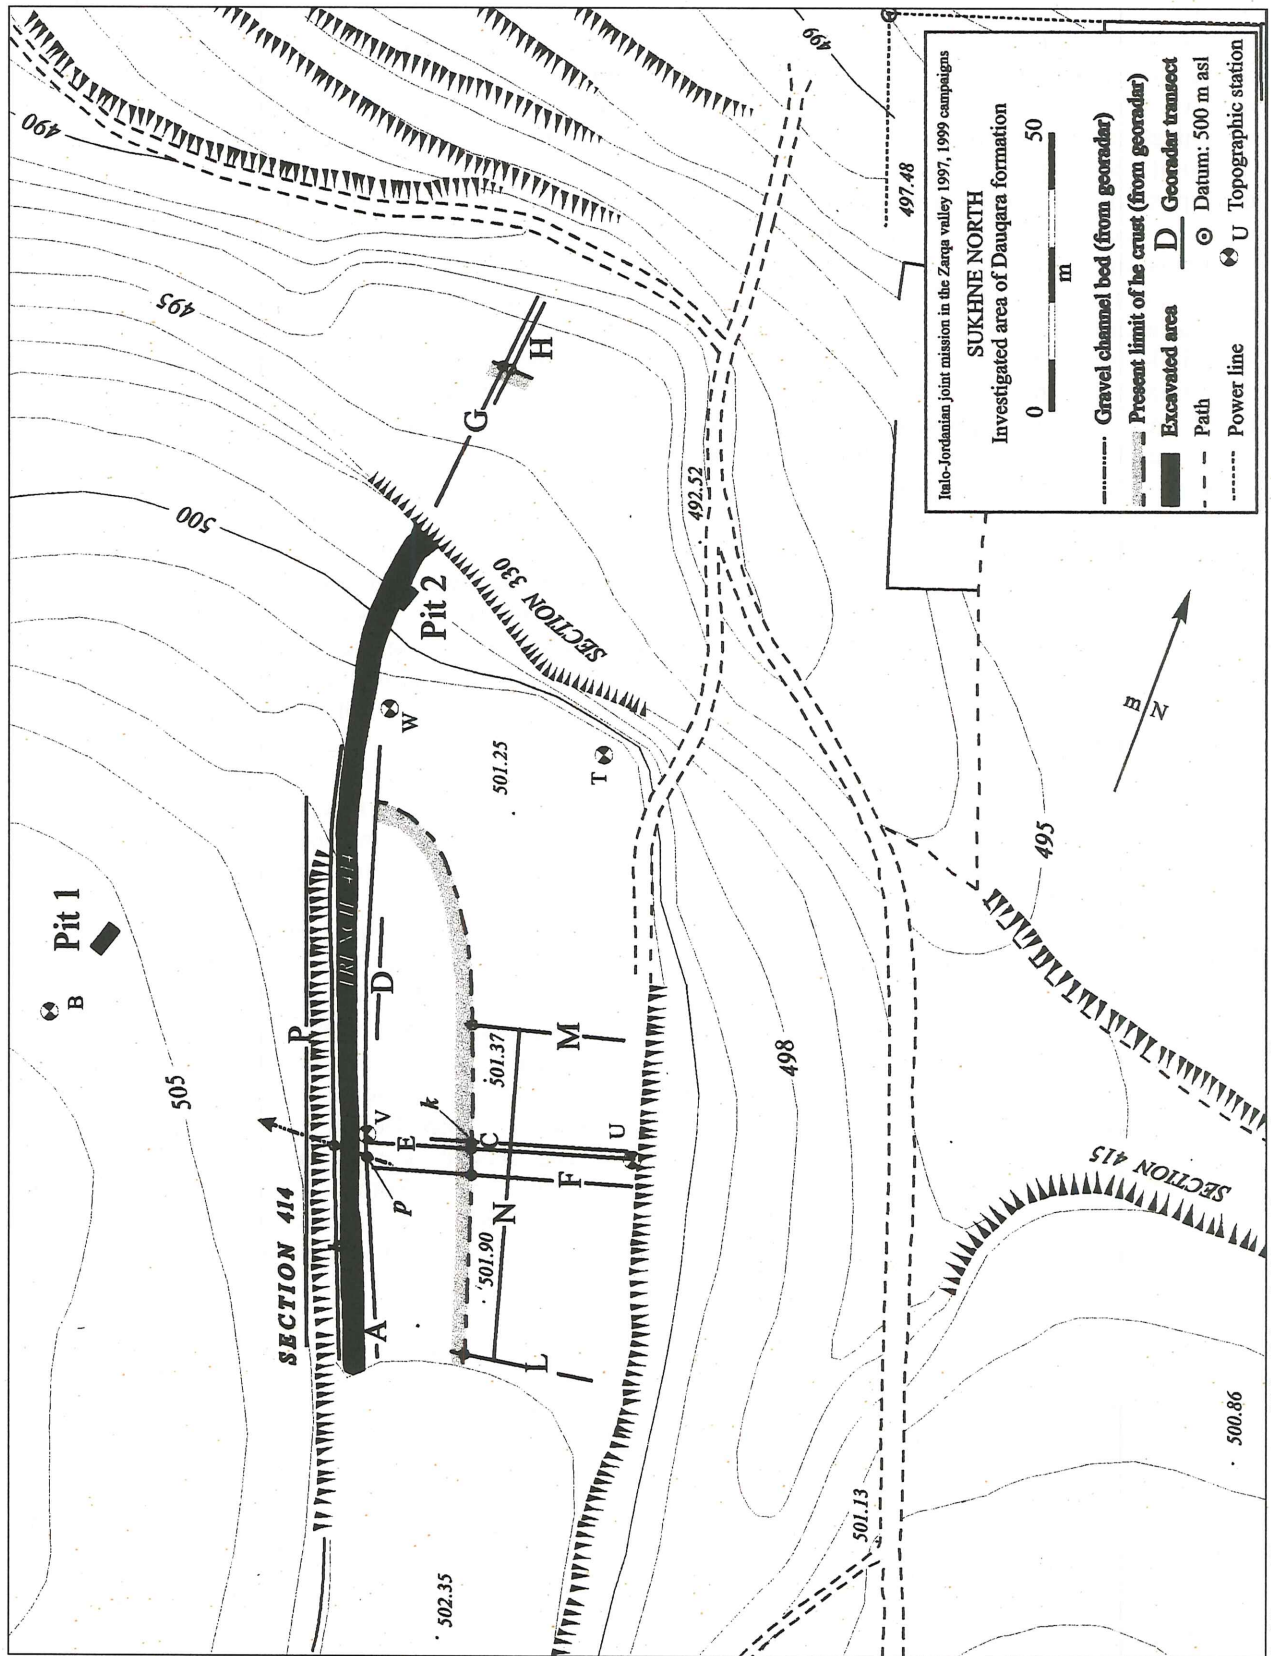 Italo-Jordanian joint mission in the Zarqa valley 1997, 1999 campaigns
SUKHNE NORTH
Investigated area of Dauqara formation
0
50
m
Gravel channel bed (from georadar)
Present limit of he crust (from georadar)
Excavated area
D Georadar transect
Path
Datum: 500 m asl
Power line
U Topographic station
Pit 1
B
505
SECTION 414
P
TRENCH 414
A
D
V
E
p
k
C
F
U
M
N
L
501.37
501.90
502.35
W
T
501.25
Pit 2
SECTION 330
G
H
500
495
490
499
497.48
492.52
498
495
501.13
500.86
SECTION 415
m N